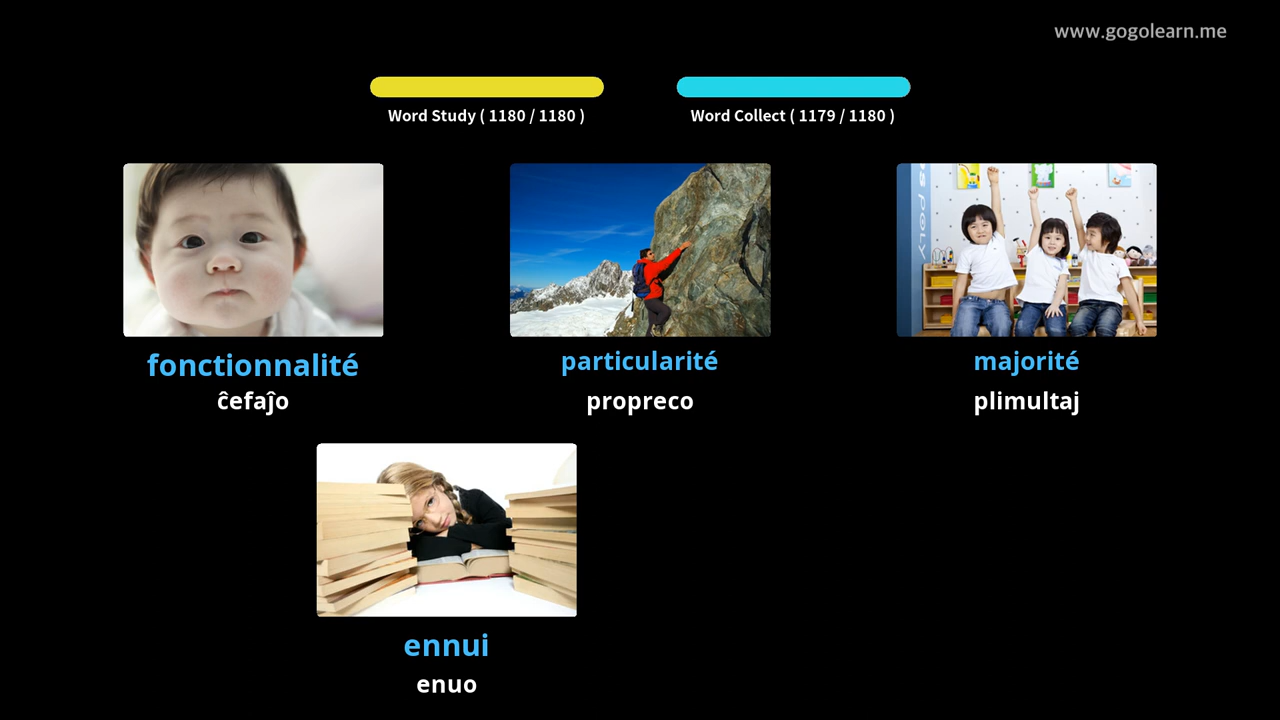 www.gogolearn.me
Word Study ( 1180 / 1180 )
Word Collect ( 1179 / 1180 )
fonctionnalité
ĉefaĵo
particularité
propreco
majorité
plimultaj
ennui
enuo